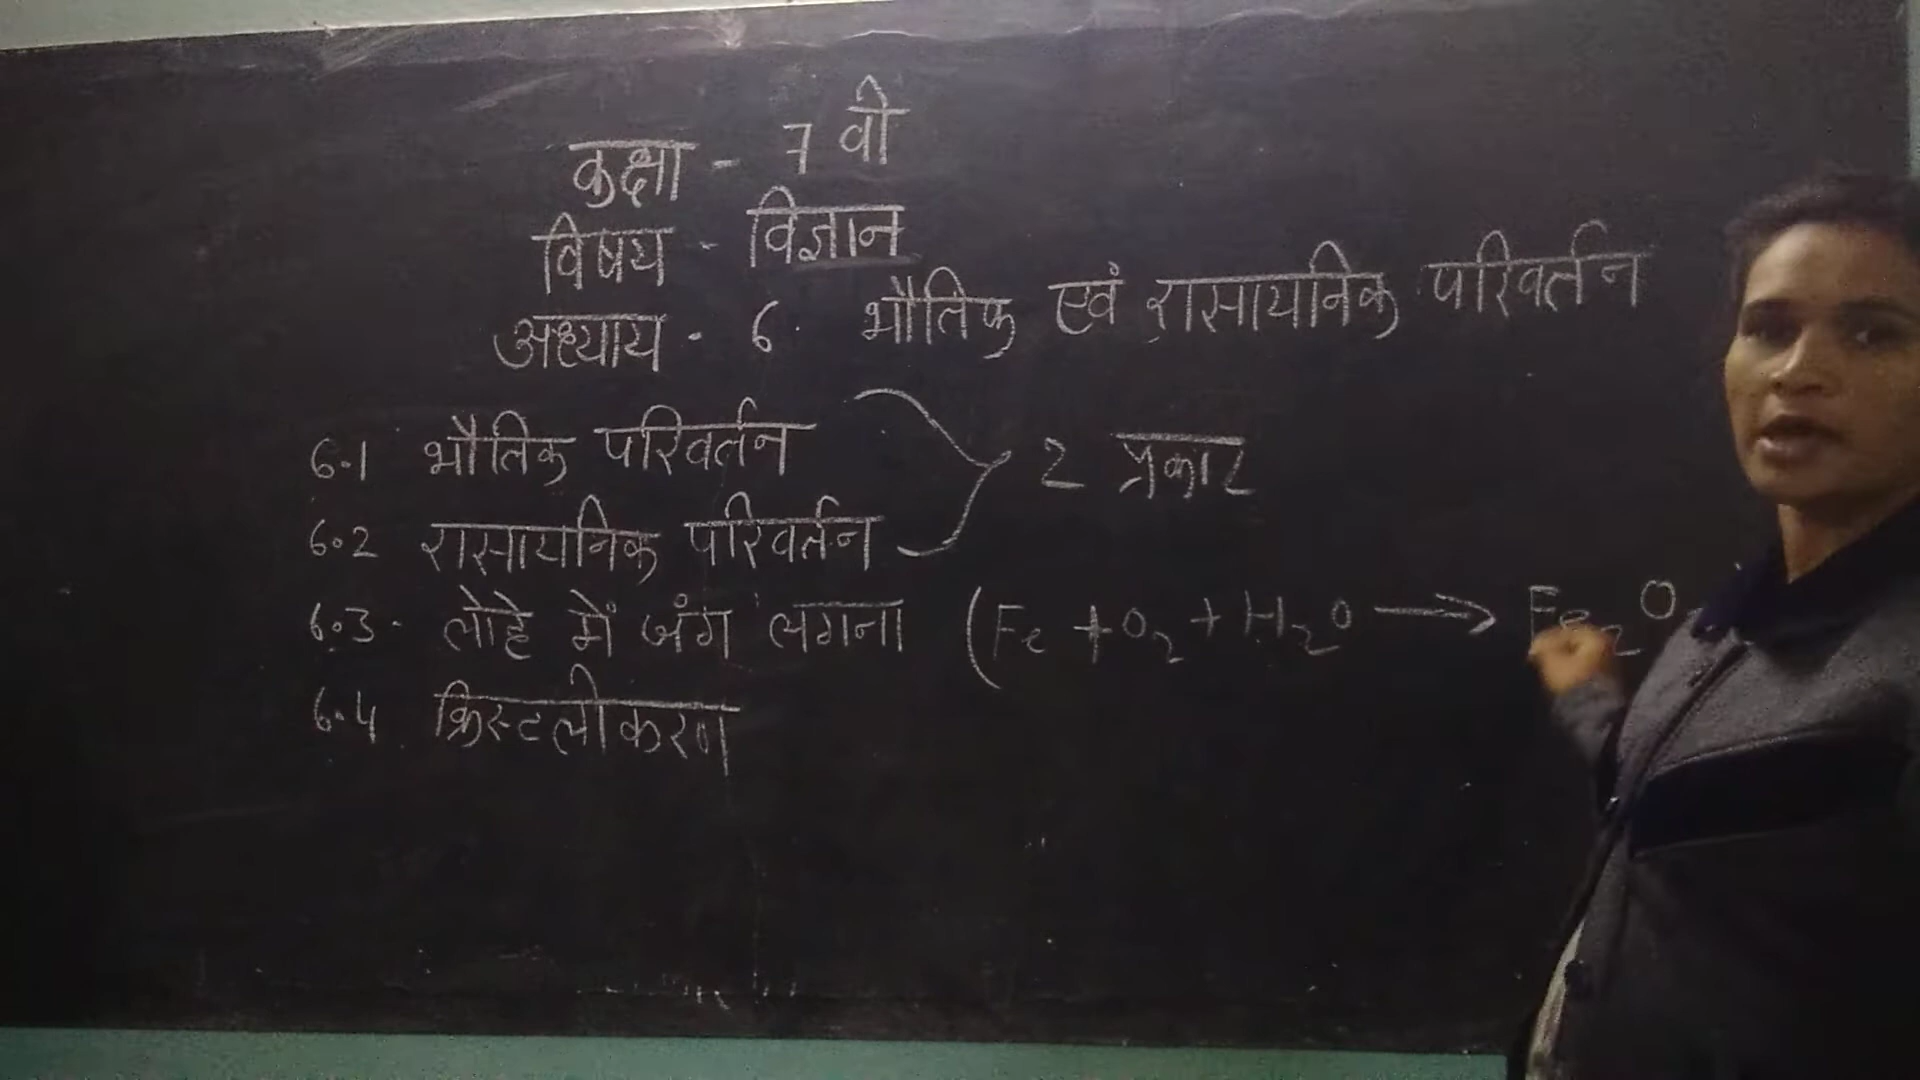 कक्षा - 7 वी
विषय - विज्ञान
अध्याय - 6. भौतिक एवं रासायनिक परिवर्तन
6.1 भौतिक परिवर्तन
2 प्रकार
6.2 रासायनिक परिवर्तन
6.3. लोहे में जंग लगना (Fe + O₂ + H₂O → Fe₂O
6.4 क्रिस्टलीकरण